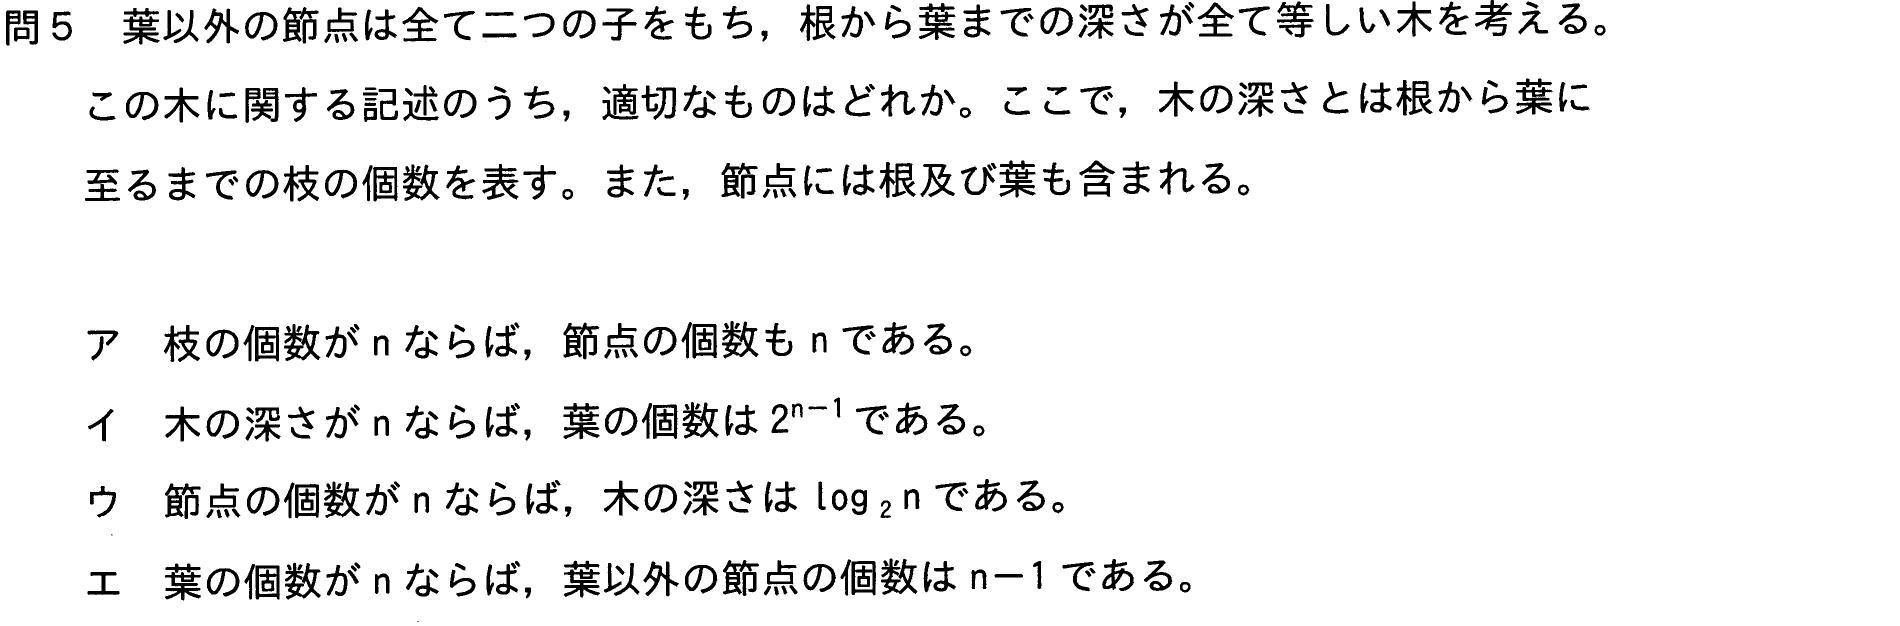 問5 葉以外の節点は全て二つの子をもち，根から葉までの深さが全て等しい木を考える。
この木に関する記述のうち，適切なものはどれか。ここで，木の深さとは根から葉に
至るまでの枝の個数を表す。また，節点には根及び葉も含まれる。
ア 枝の個数が n ならば，節点の個数も n である。
イ 木の深さが n ならば，葉の個数は 2ⁿ⁻¹ である。
ウ 節点の個数が n ならば，木の深さは log₂n である。
エ 葉の個数が n ならば，葉以外の節点の個数は n－1 である。